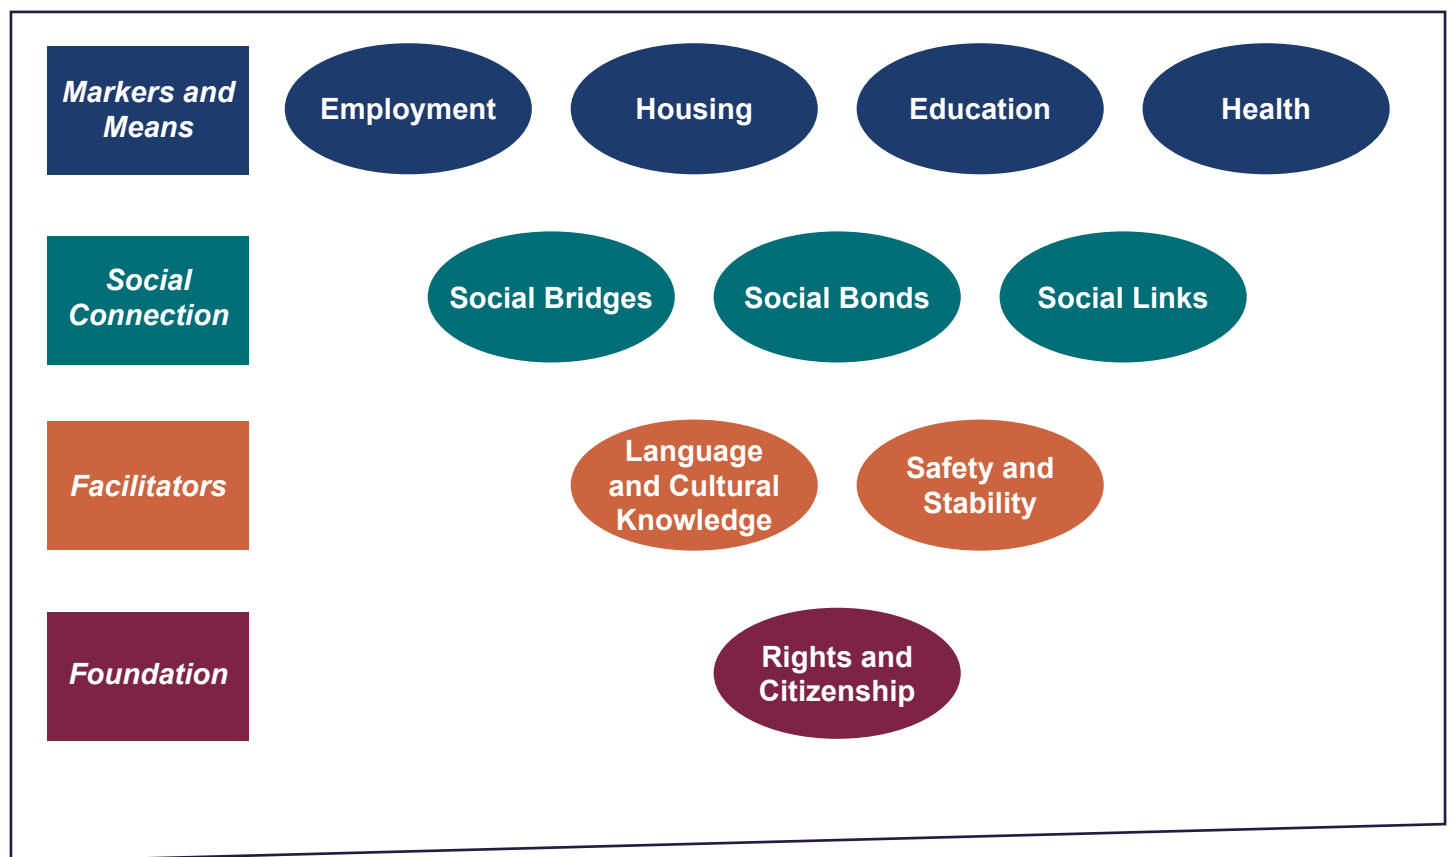 Markers and
Means
Employment
Housing
Education
Health
Social
Connection
Social Bridges
Social Bonds
Social Links
Facilitators
Language
and Cultural
Knowledge
Safety and
Stability
Foundation
Rights and
Citizenship